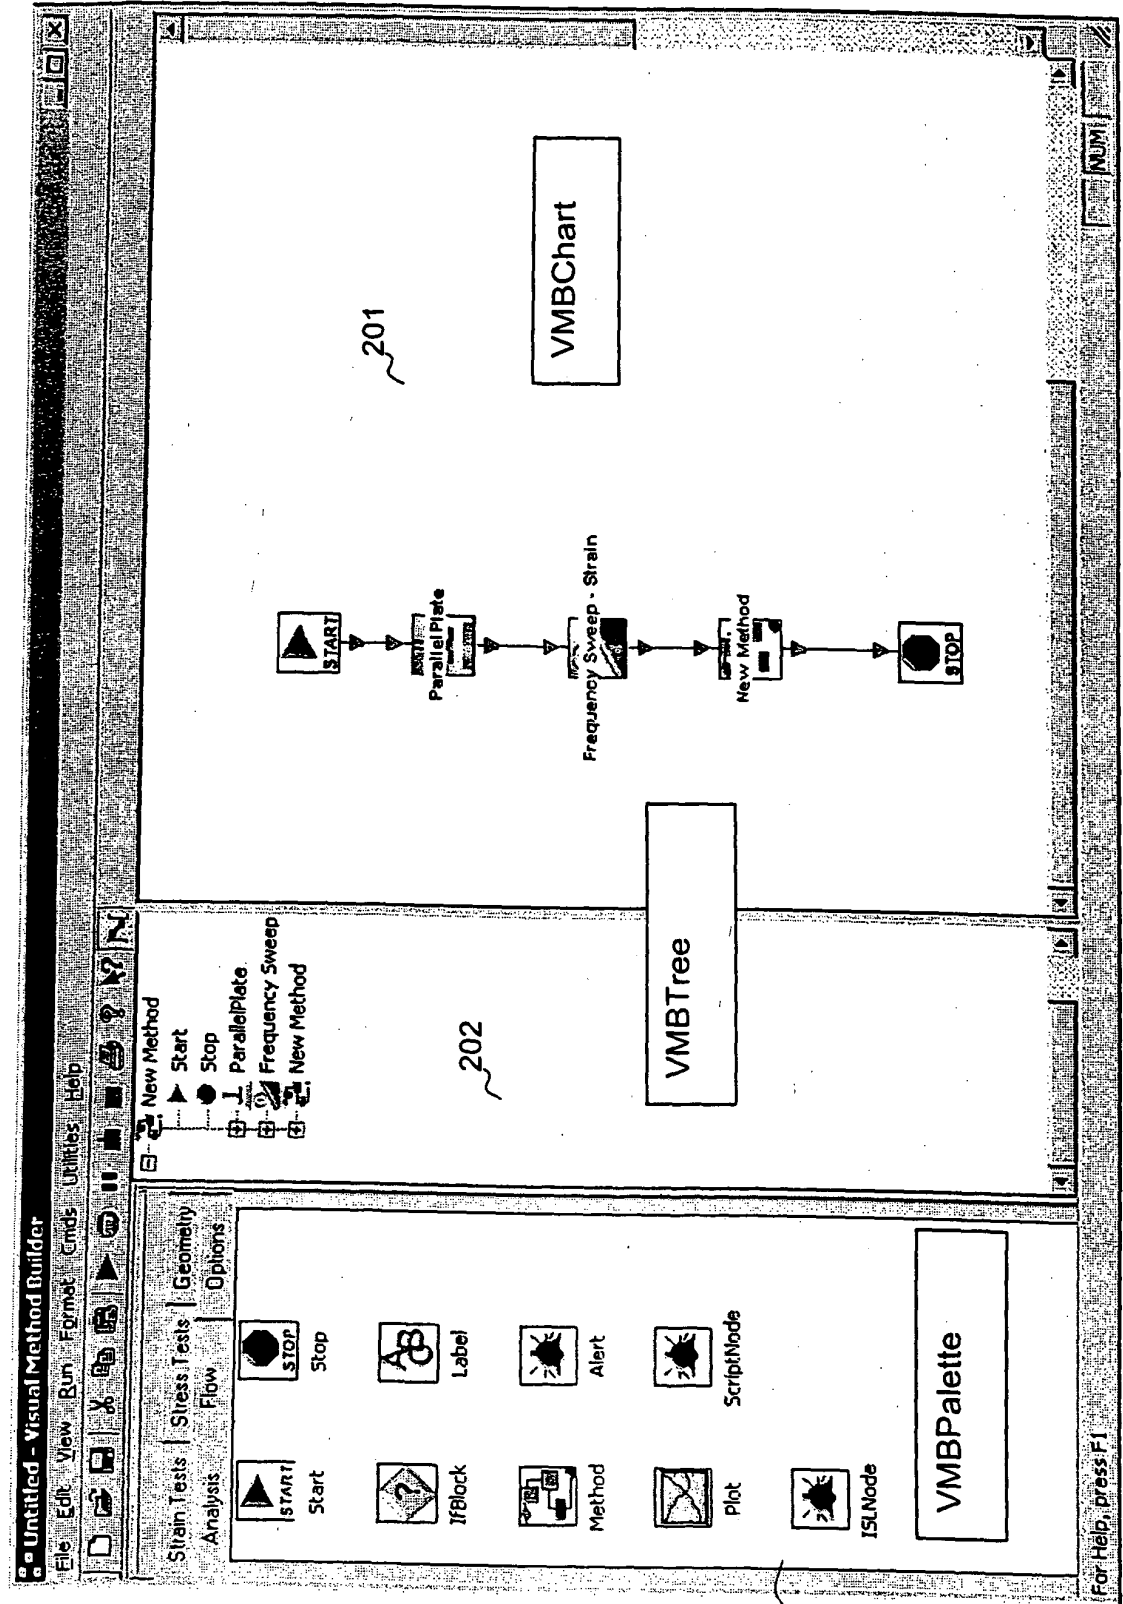 Untitled - Visual Method Builder
File Edit View Run Format Cmds Utilities Help
Strain Tests Stress Tests Geometry
Analysis Flow Options
START STOP
Start Stop
IfBlock Label
Method Alert
Plot ScriptNode
ISLNode
VMBPalette
New Method
Start
Stop
ParallelPlate
Frequency Sweep
New Method
202
VMBTree
START
ParallelPlate
Frequency Sweep - Strain
New Method
STOP
201
VMBChart
For Help, press F1
NUM